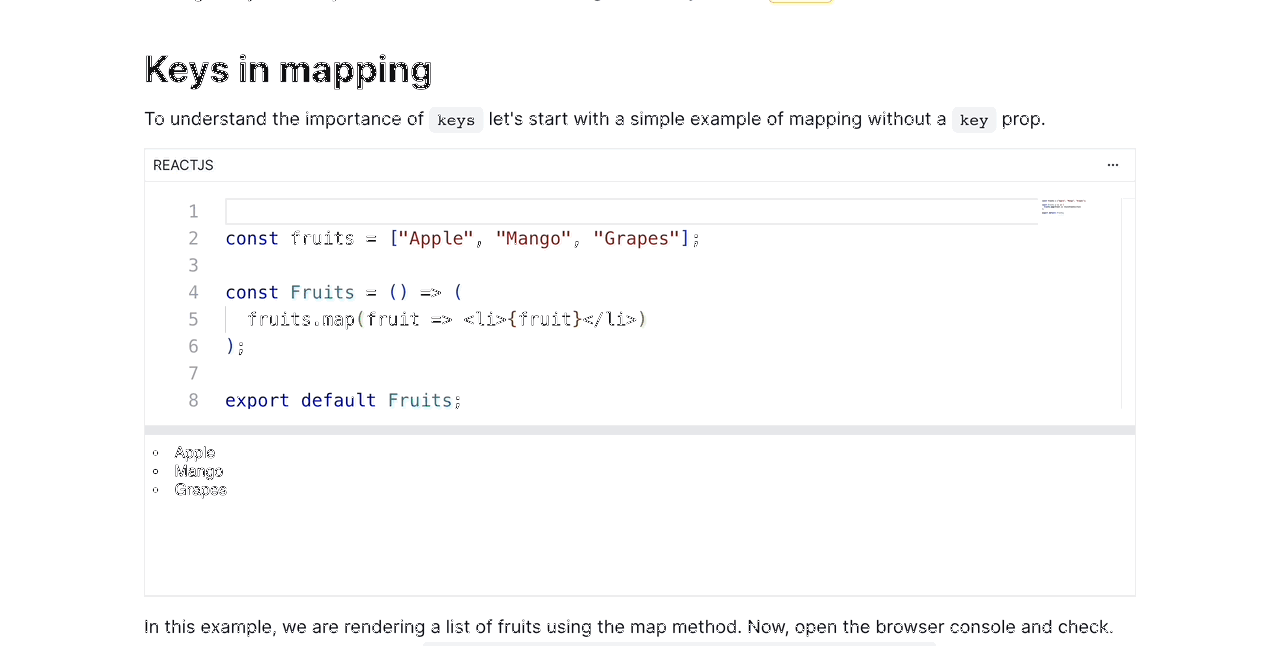 Keys in mapping
To understand the importance of keys let's start with a simple example of mapping without a key prop.
REACTJS
...
1
2 const fruits = ["Apple", "Mango", "Grapes"];
3
4 const Fruits = () => (
5 fruits.map(fruit => <li>{fruit}</li>)
6 );
7
8 export default Fruits;
Apple
Mango
Grapes
In this example, we are rendering a list of fruits using the map method. Now, open the browser console and check.